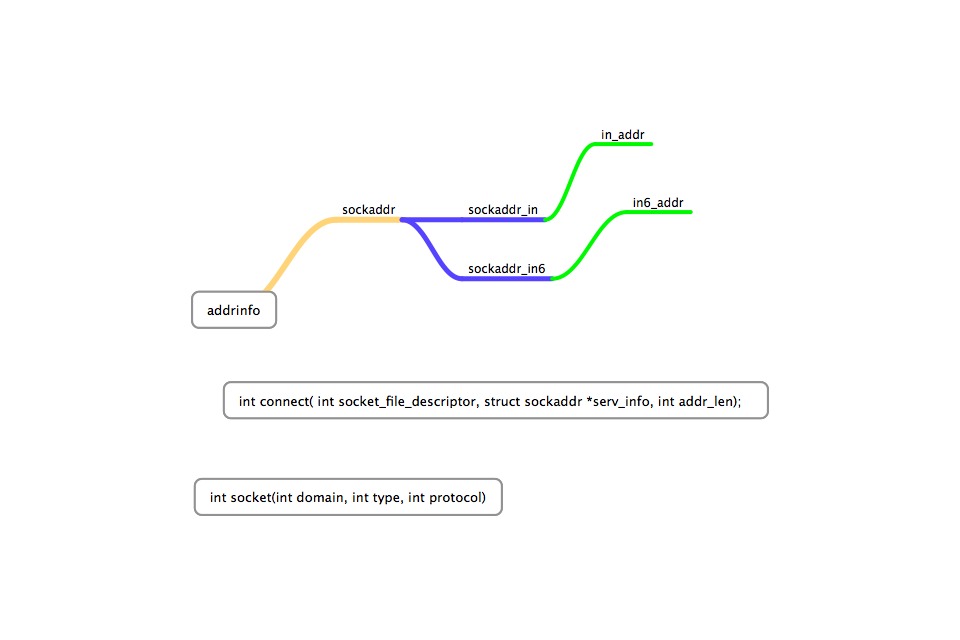 in_addr
in6_addr
sockaddr
sockaddr_in
sockaddr_in6
addrinfo
int connect( int socket_file_descriptor, struct sockaddr *serv_info, int addr_len);
int socket(int domain, int type, int protocol)